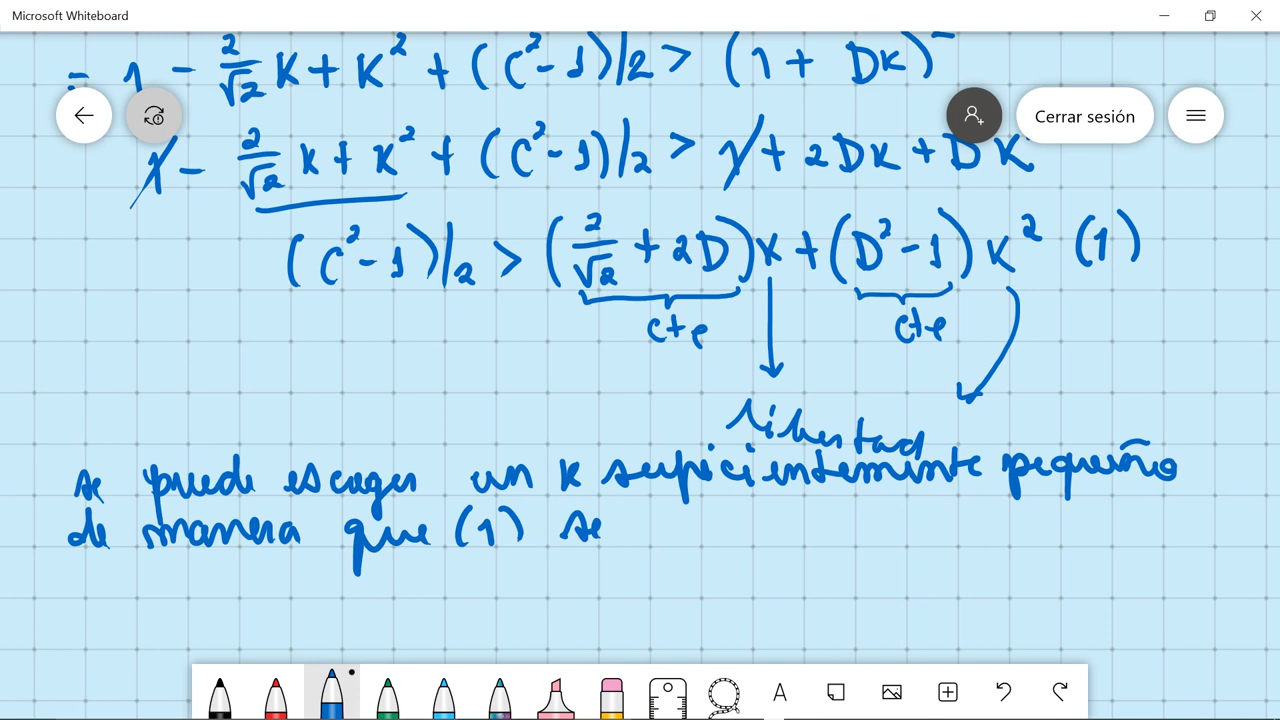 Microsoft Whiteboard
= 1 - 2/√2 K + K² + (C² - 1)/2 > (1 + DK)²
Cerrar sesión
1 - 2/√2 K + K² + (C² - 1)/2 > 1 + 2DK + DK
(C² - 1)/2 > (2/√2 + 2D)K + (D² - 1)K² (1)
cte cte
libertad
se puede escoger un K suficientemente pequeño
de manera que (1) se
A